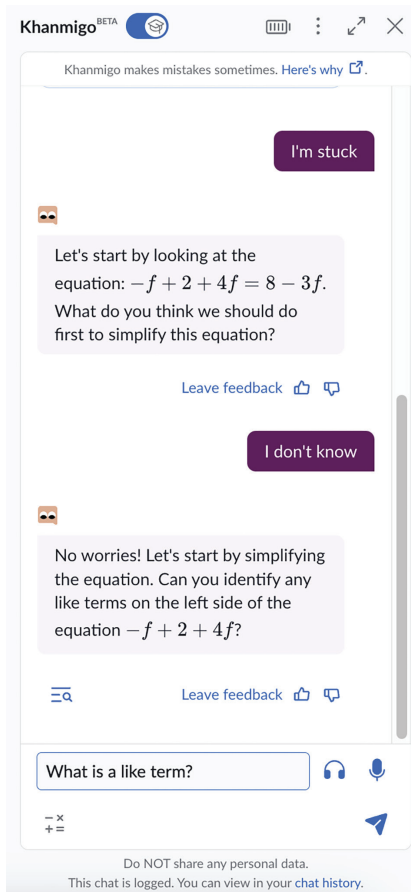 Khanmigo BETA
Khanmigo makes mistakes sometimes. Here's why.
I'm stuck
Let's start by looking at the
equation: −f + 2 + 4f = 8 − 3f.
What do you think we should do
first to simplify this equation?
Leave feedback
I don't know
No worries! Let's start by simplifying
the equation. Can you identify any
like terms on the left side of the
equation −f + 2 + 4f?
Leave feedback
What is a like term?
Do NOT share any personal data.
This chat is logged. You can view in your chat history.